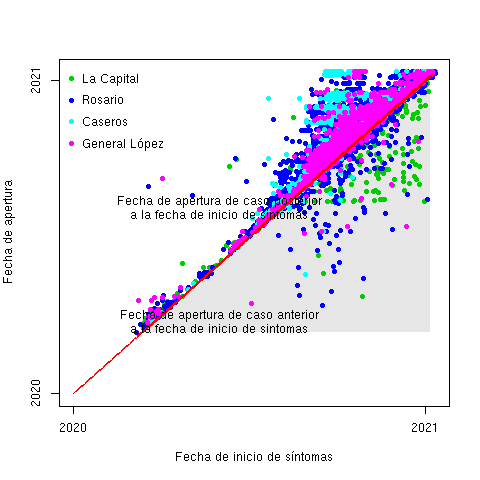 2021
La Capital
Rosario
Caseros
General López
Fecha de apertura de caso posterior
a la fecha de inicio de síntomas
Fecha de apertura
Fecha de apertura de caso anterior
a la fecha de inicio de síntomas
2020
2020
2021
Fecha de inicio de síntomas